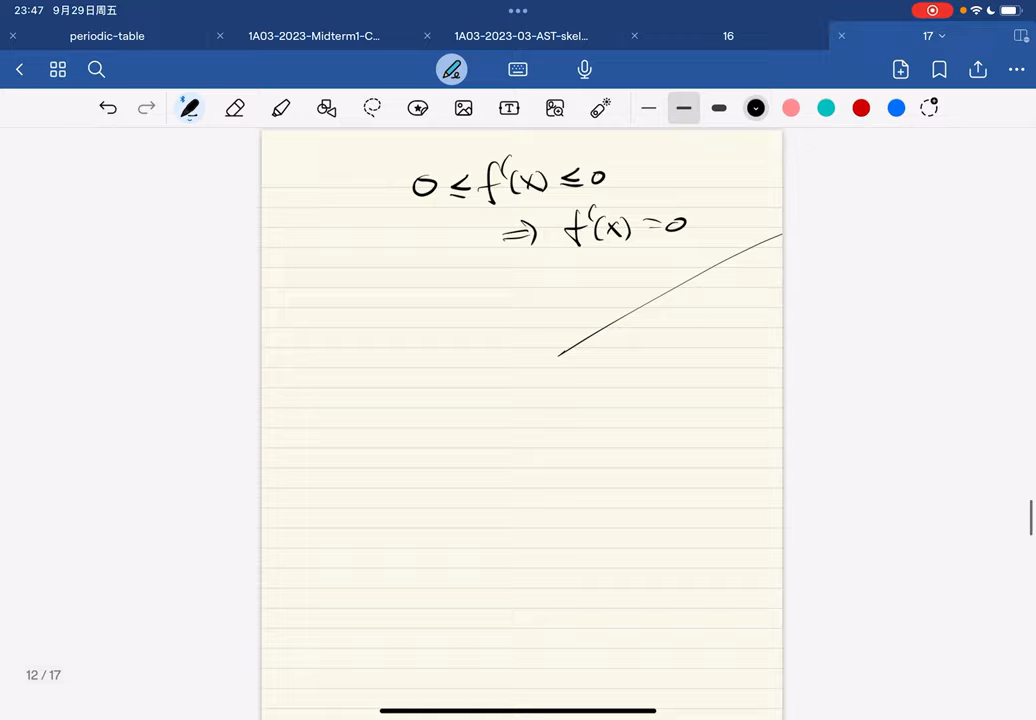 23:47 9月29日周五
periodic-table
1A03-2023-Midterm1-C...
1A03-2023-03-AST-skel...
16
17
0 ≤ f'(x) ≤ 0
⇒ f'(x) = 0
12 / 17